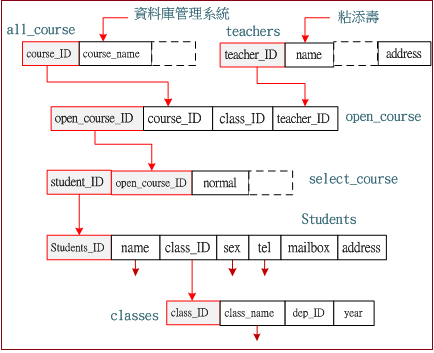 資料庫管理系統 粘添壽
all_course teachers
course_ID course_name teacher_ID name address
open_course_ID course_ID class_ID teacher_ID open_course
student_ID open_course_ID normal select_course
Students
Students_ID name class_ID sex tel mailbox address
classes class_ID class_name dep_ID year